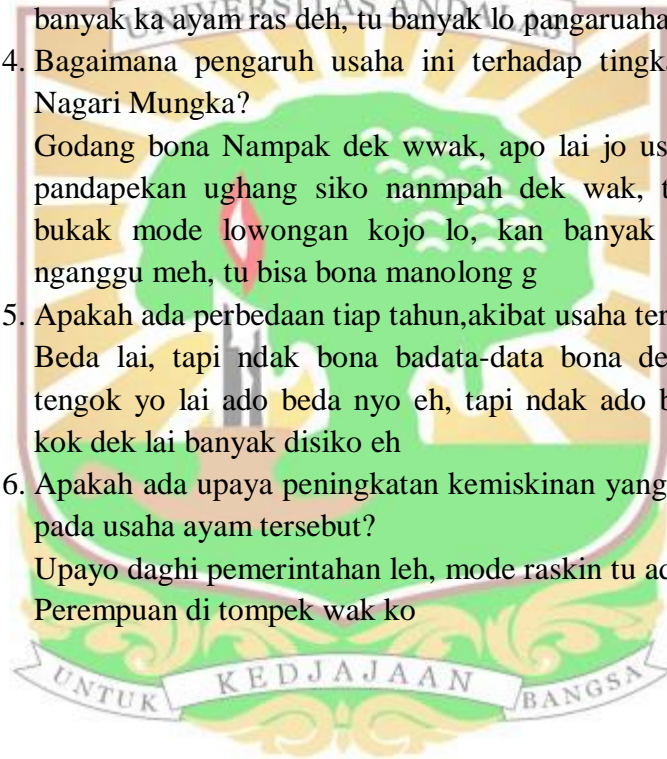 banyak ka ayam ras deh, tu banyak lo pangaruaha
UNIVERSITAS ANDALAS
4. Bagaimana pengaruh usaha ini terhadap tingk
Nagari Mungka?
Godang bona Nampak dek wwak, apo lai jo us
pandapekan ughang siko nanmpah dek wak, t
bukak mode lowongan kojo lo, kan banyak
nganggu meh, tu bisa bona manolong g
5. Apakah ada perbedaan tiap tahun,akibat usaha ter
Beda lai, tapi ndak bona badata-data bona de
tengok yo lai ado beda nyo eh, tapi ndak ado b
kok dek lai banyak disiko eh
6. Apakah ada upaya peningkatan kemiskinan yang
pada usaha ayam tersebut?
Upayo daghi pemerintahan leh, mode raskin tu ad
Perempuan di tompek wak ko
UNTUK KEDJAJAAN BANGSA